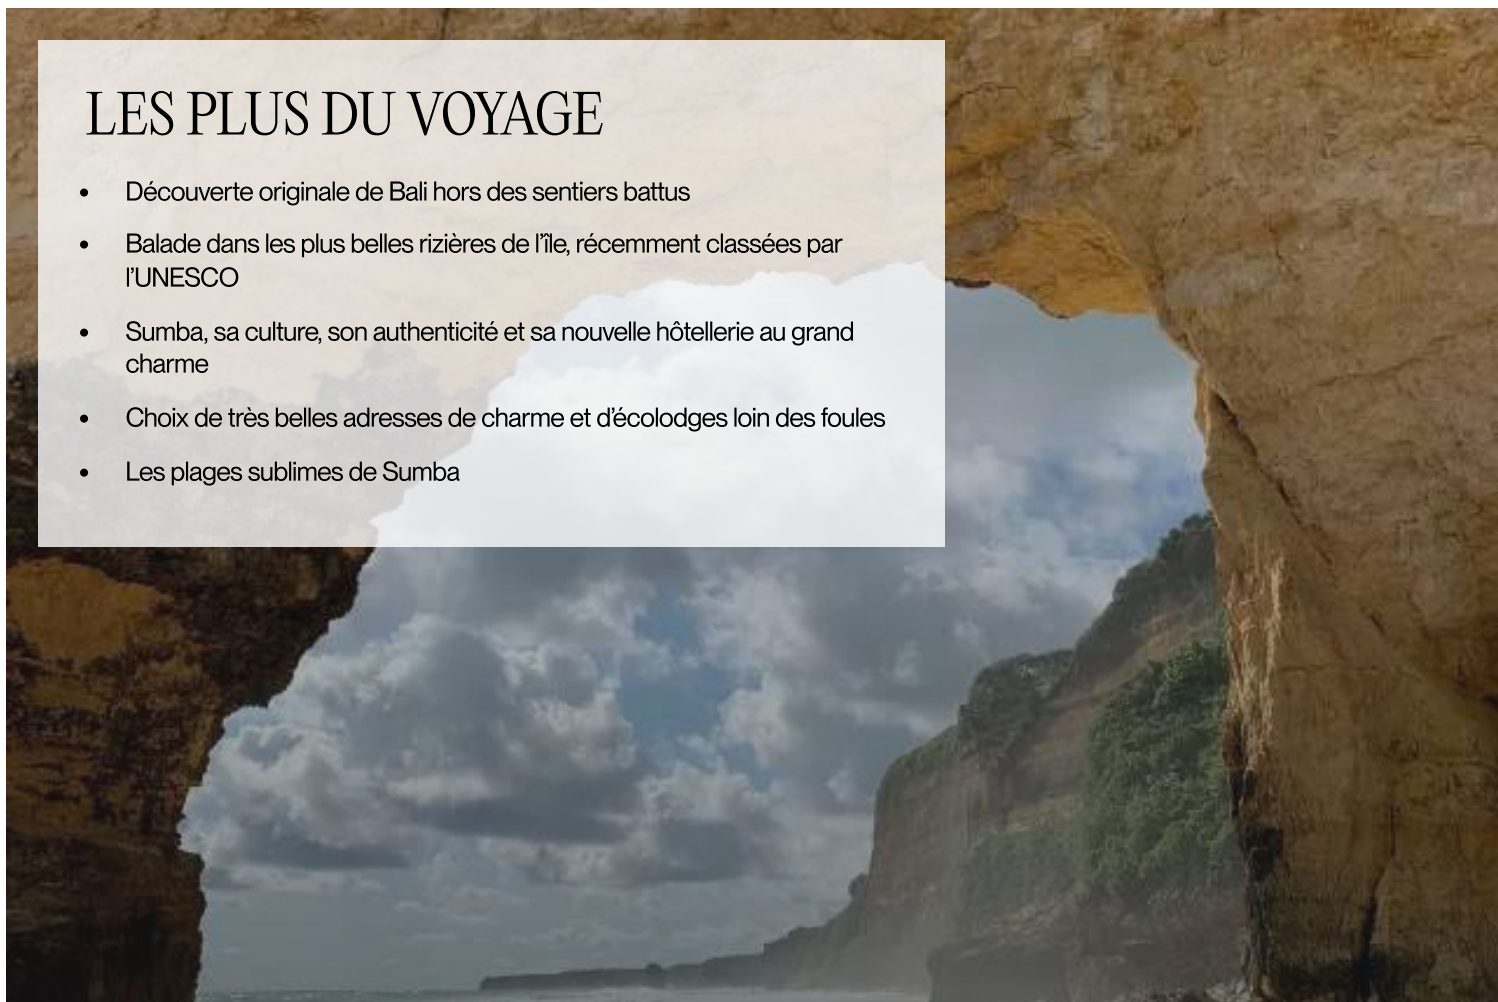 LES PLUS DU VOYAGE
• Découverte originale de Bali hors des sentiers battus
• Balade dans les plus belles rizières de l’île, récemment classées par
l’UNESCO
• Sumba, sa culture, son authenticité et sa nouvelle hôtellerie au grand
charme
• Choix de très belles adresses de charme et d’écolodges loin des foules
• Les plages sublimes de Sumba